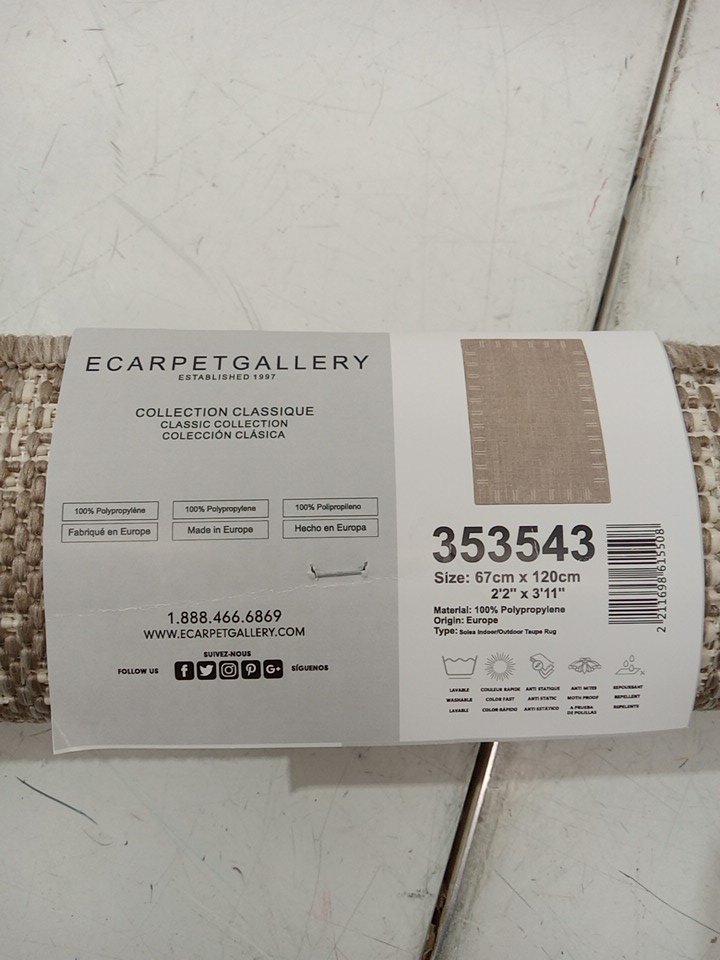 ECARPETGALLERY
ESTABLISHED 1997
COLLECTION CLASSIQUE
CLASSIC COLLECTION
COLECCIÓN CLÁSICA
100% Polypropylène
Fabriqué en Europe
100% Polypropylene
Made in Europe
100% Polipropileno
Hecho en Europa
1.888.466.6869
WWW.ECARPETGALLERY.COM
SUIVEZ-NOUS
FOLLOW US
SÍGUENOS
353543
Size: 67cm x 120cm
2'2" x 3'11"
Material: 100% Polypropylene
Origin: Europe
Type: Solea Indoor/Outdoor Taupe Rug
2 211698 615508
LAVABLE
WASHABLE
LAVABLE
COULEUR RAPIDE
COLOR FAST
COLOR RÁPIDO
ANTI STATIQUE
ANTI STATIC
ANTI ESTÁTICO
ANTI MITES
MOTH PROOF
A PRUEBA
DE POLILLAS
REPOUSSANT
REPELLENT
REPELENTE